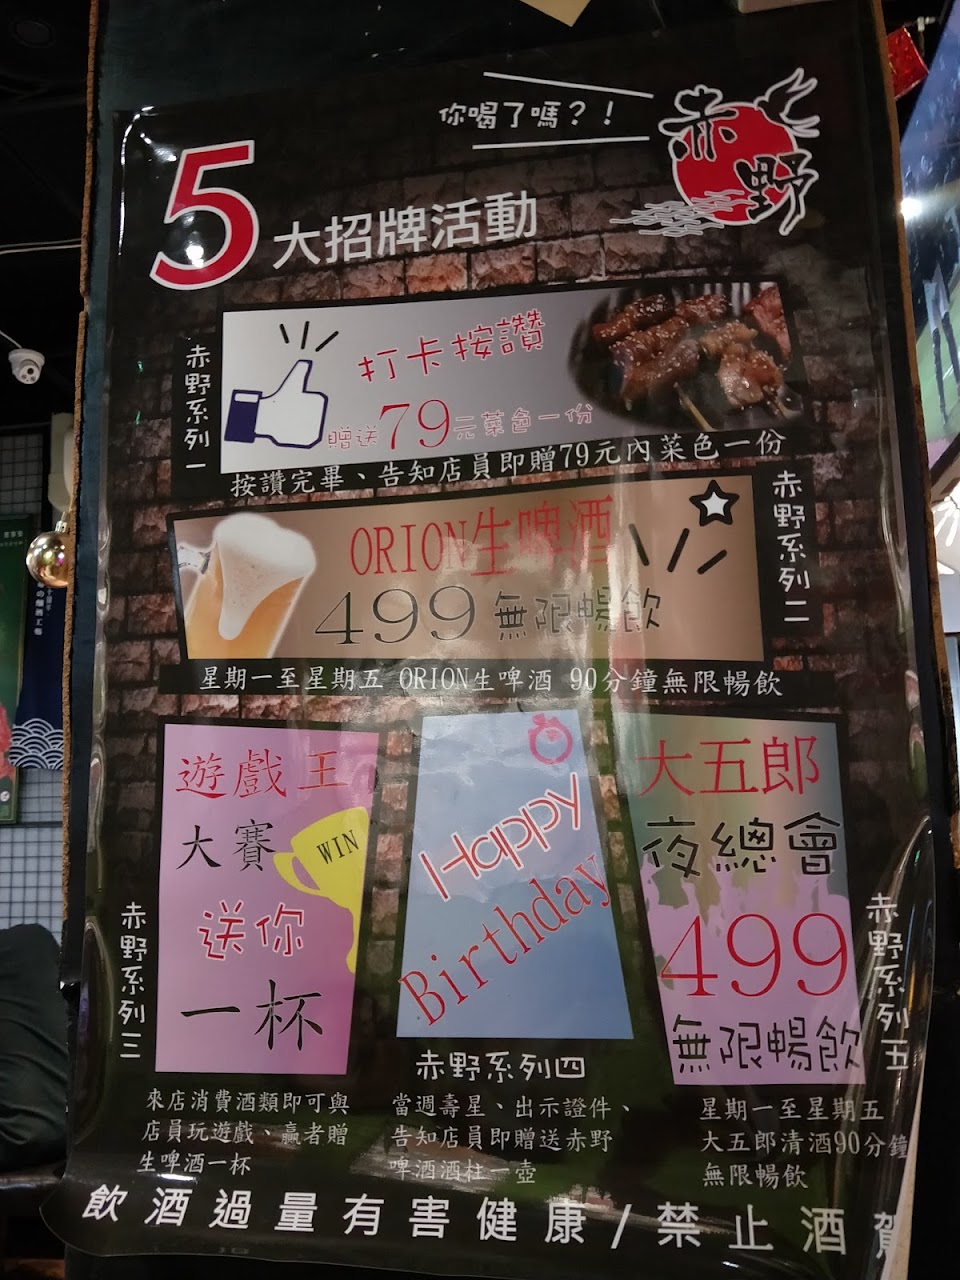 你喝了嗎?!
赤野
5大招牌活動
赤野系列一
打卡按讚
贈送79元菜色一份
按讚完畢、告知店員即贈79元內菜色一份
赤野系列二
ORION生啤酒
499無限暢飲
星期一至星期五 ORION生啤酒 90分鐘無限暢飲
赤野系列三
遊戲王
大賽
WIN
送你
一杯
來店消費酒類即可與
店員玩遊戲、贏者贈
生啤酒一杯
Happy
Birthday
赤野系列四
當週壽星、出示證件、
告知店員即贈送赤野
啤酒酒柱一壺
大五郎
夜總會
499
無限暢飲
赤野系列五
星期一至星期五
大五郎清酒90分鐘
無限暢飲
飲酒過量有害健康/禁止酒